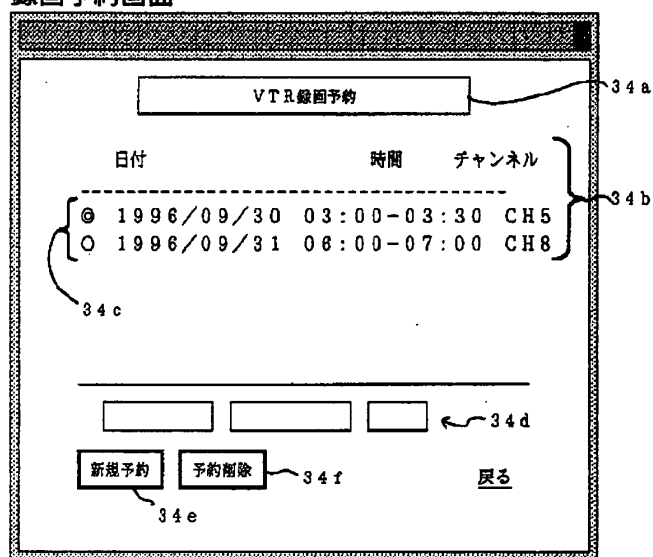 録画予約画面
VTR録画予約
34a
日付 時間 チャンネル
34b
◎ 1996/09/30 03:00-03:30 CH5
○ 1996/09/31 06:00-07:00 CH8
34c
34d
新規予約 予約削除 34f 戻る
34e